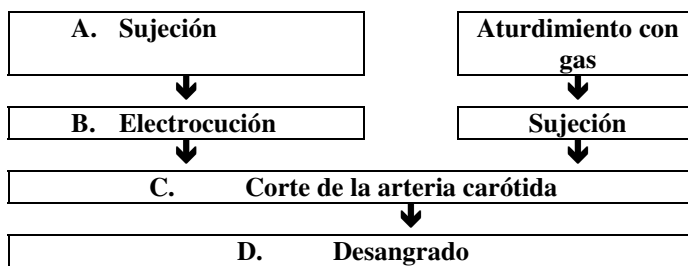 A. Sujeción
Aturdimiento con
gas
B. Electrocución
Sujeción
C. Corte de la arteria carótida
D. Desangrado